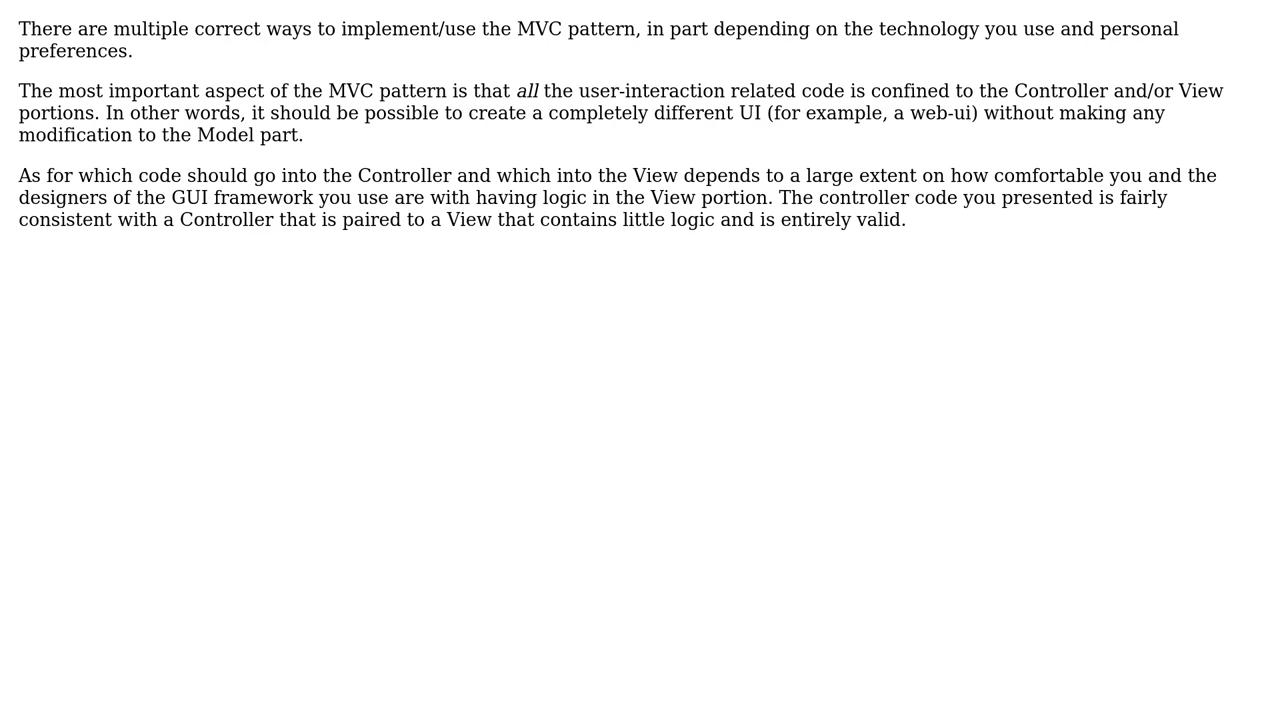 There are multiple correct ways to implement/use the MVC pattern, in part depending on the technology you use and personal
preferences.
The most important aspect of the MVC pattern is that all the user-interaction related code is confined to the Controller and/or View
portions. In other words, it should be possible to create a completely different UI (for example, a web-ui) without making any
modification to the Model part.
As for which code should go into the Controller and which into the View depends to a large extent on how comfortable you and the
designers of the GUI framework you use are with having logic in the View portion. The controller code you presented is fairly
consistent with a Controller that is paired to a View that contains little logic and is entirely valid.